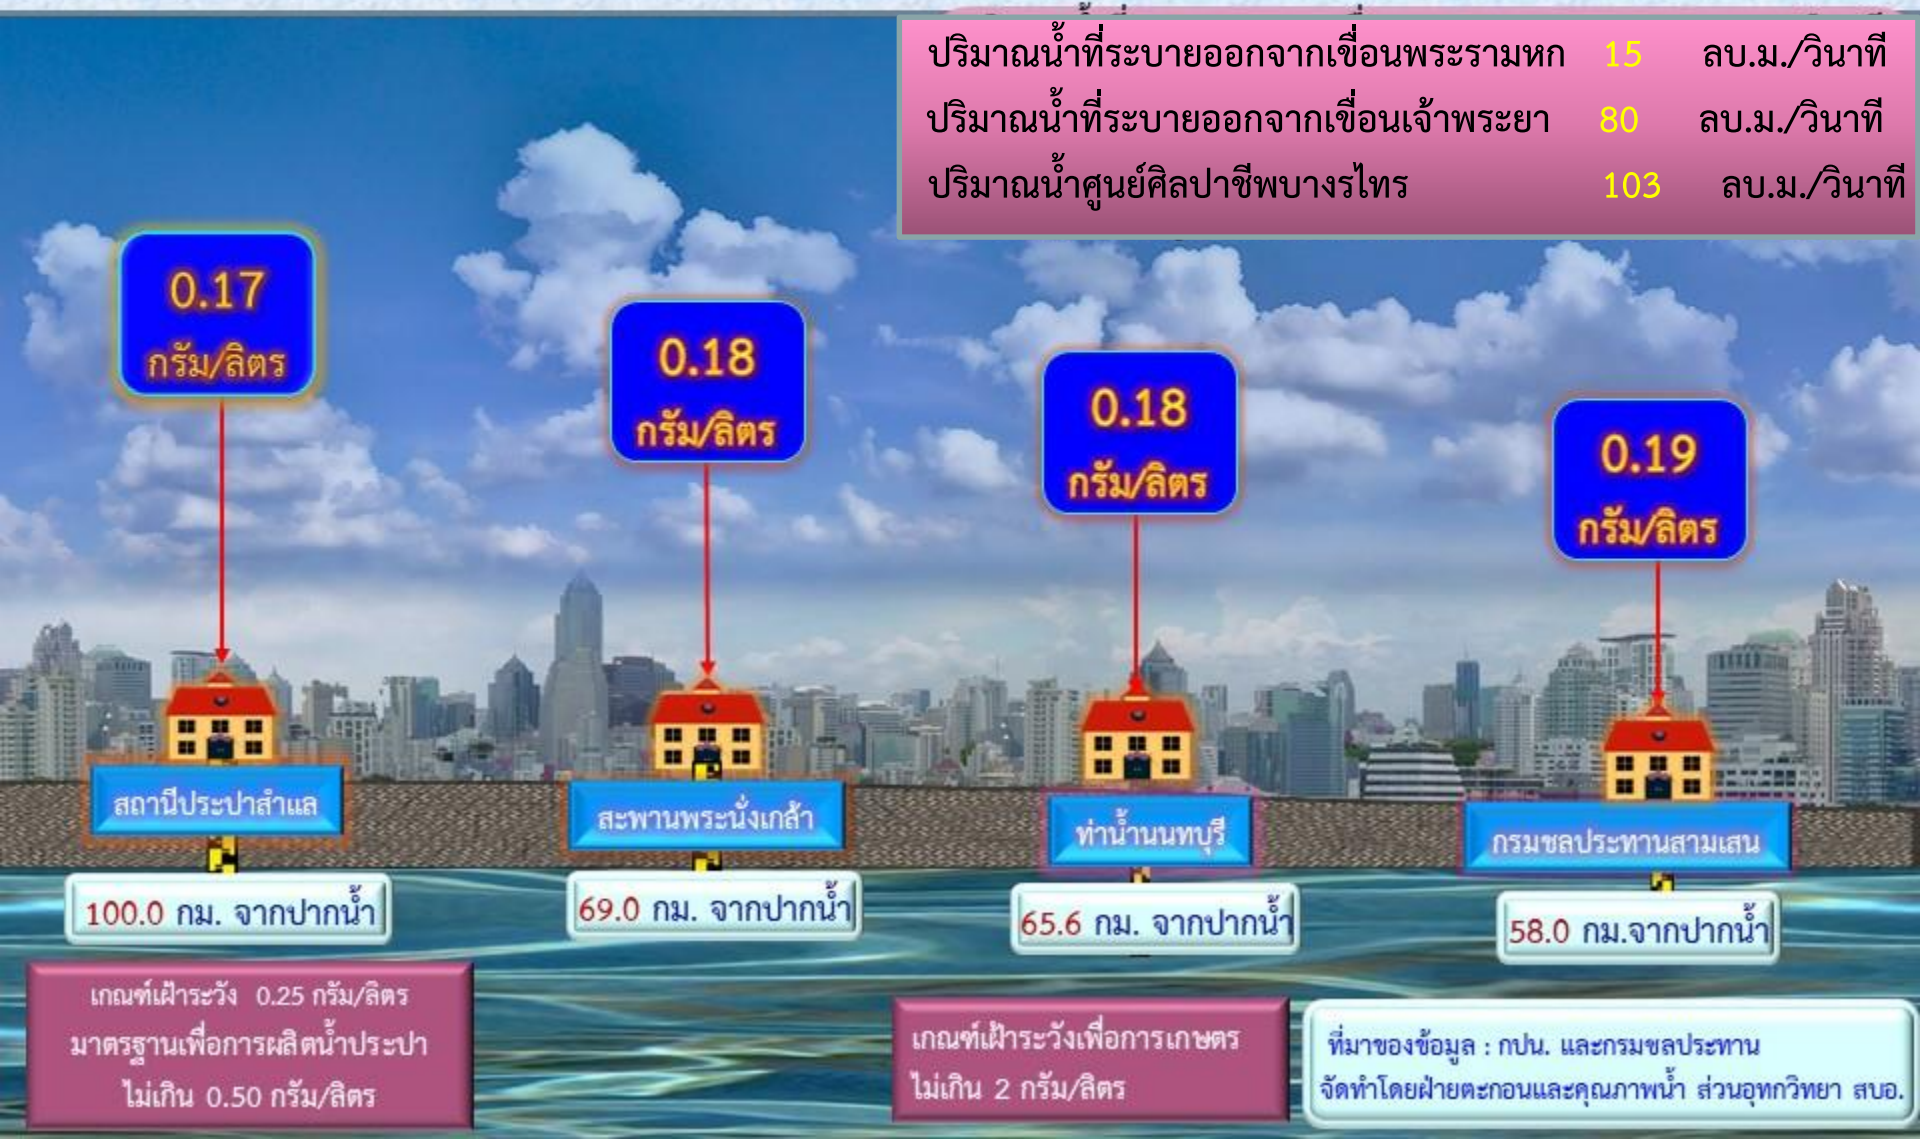 ปริมาณน้ำที่ระบายออกจากเขื่อนพระรามหก 15 ลบ.ม./วินาที
ปริมาณน้ำที่ระบายออกจากเขื่อนเจ้าพระยา 80 ลบ.ม./วินาที
ปริมาณน้ำศูนย์ศิลปาชีพบางรไทร 103 ลบ.ม./วินาที
0.17
กรัม/ลิตร
0.18
กรัม/ลิตร
0.18
กรัม/ลิตร
0.19
กรัม/ลิตร
สถานีประปาสำแล
สะพานพระนั่งเกล้า
ท่าน้ำนนทบุรี
กรมชลประทานสามเสน
100.0 กม. จากปากน้ำ
69.0 กม. จากปากน้ำ
65.6 กม. จากปากน้ำ
58.0 กม.จากปากน้ำ
เกณฑ์เฝ้าระวัง 0.25 กรัม/ลิตร
มาตรฐานเพื่อการผลิตน้ำประปา
ไม่เกิน 0.50 กรัม/ลิตร
เกณฑ์เฝ้าระวังเพื่อการเกษตร
ไม่เกิน 2 กรัม/ลิตร
ที่มาของข้อมูล : กปน. และกรมชลประทาน
จัดทำโดยฝ่ายตะกอนและคุณภาพน้ำ ส่วนอุทกวิทยา สบอ.